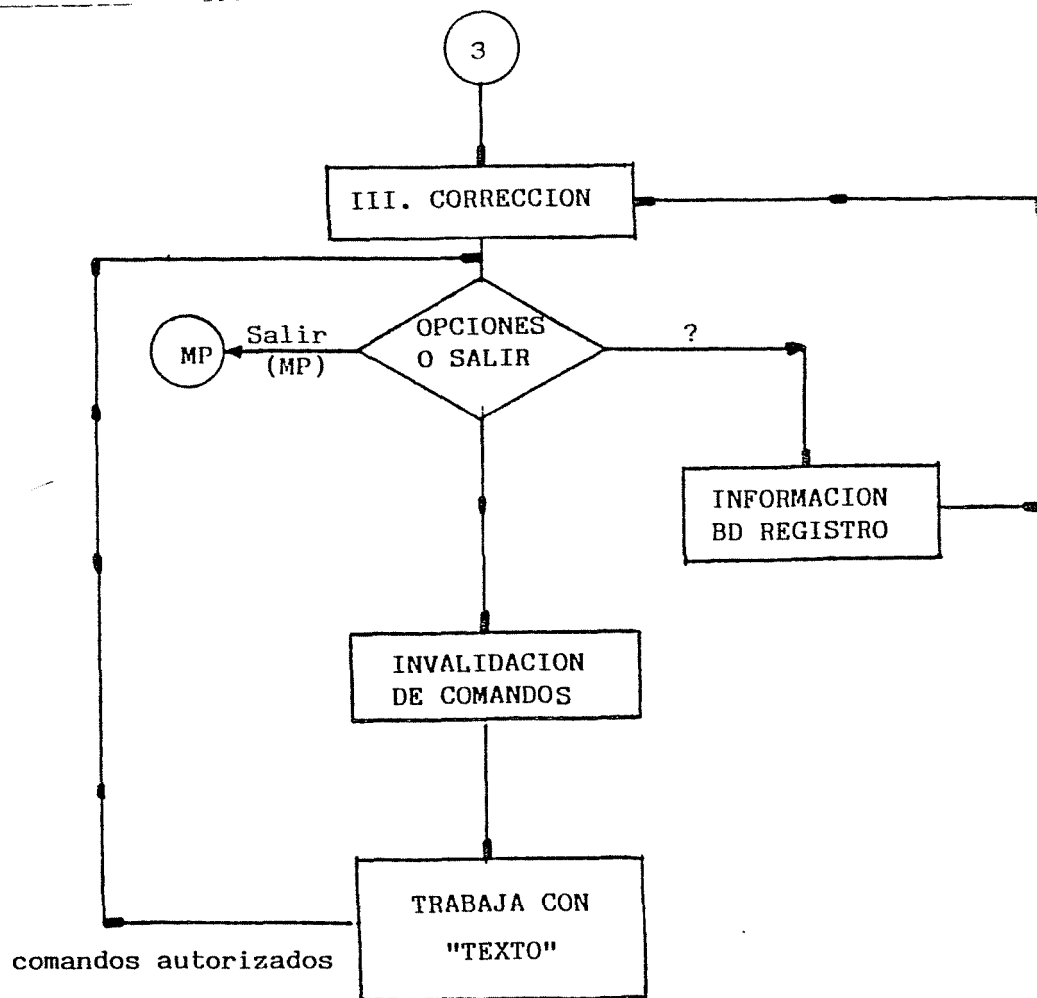 3
III. CORRECCION
OPCIONES
O SALIR
Salir
(MP)
MP
?
INFORMACION
BD REGISTRO
INVALIDACION
DE COMANDOS
TRABAJA CON
"TEXTO"
comandos autorizados